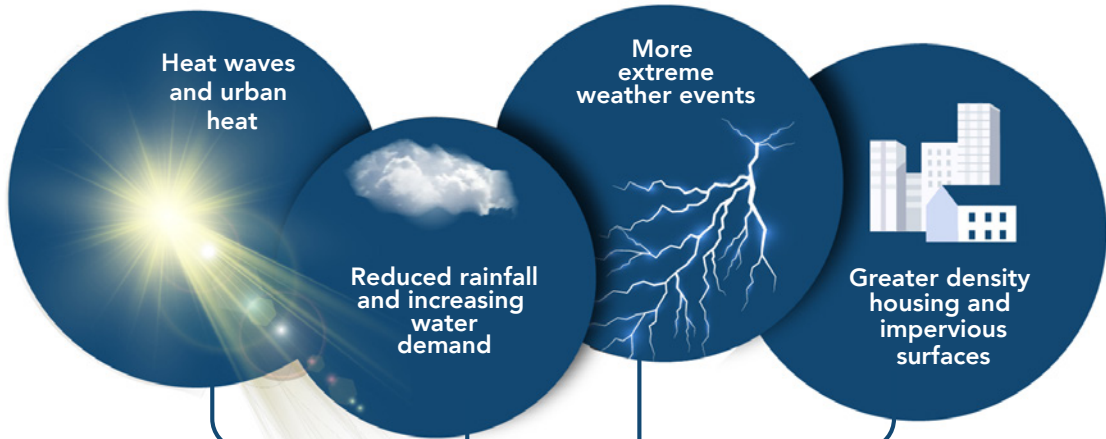 Heat waves
and urban
heat
Reduced rainfall
and increasing
water
demand
More
extreme
weather events
Greater density
housing and
impervious
surfaces